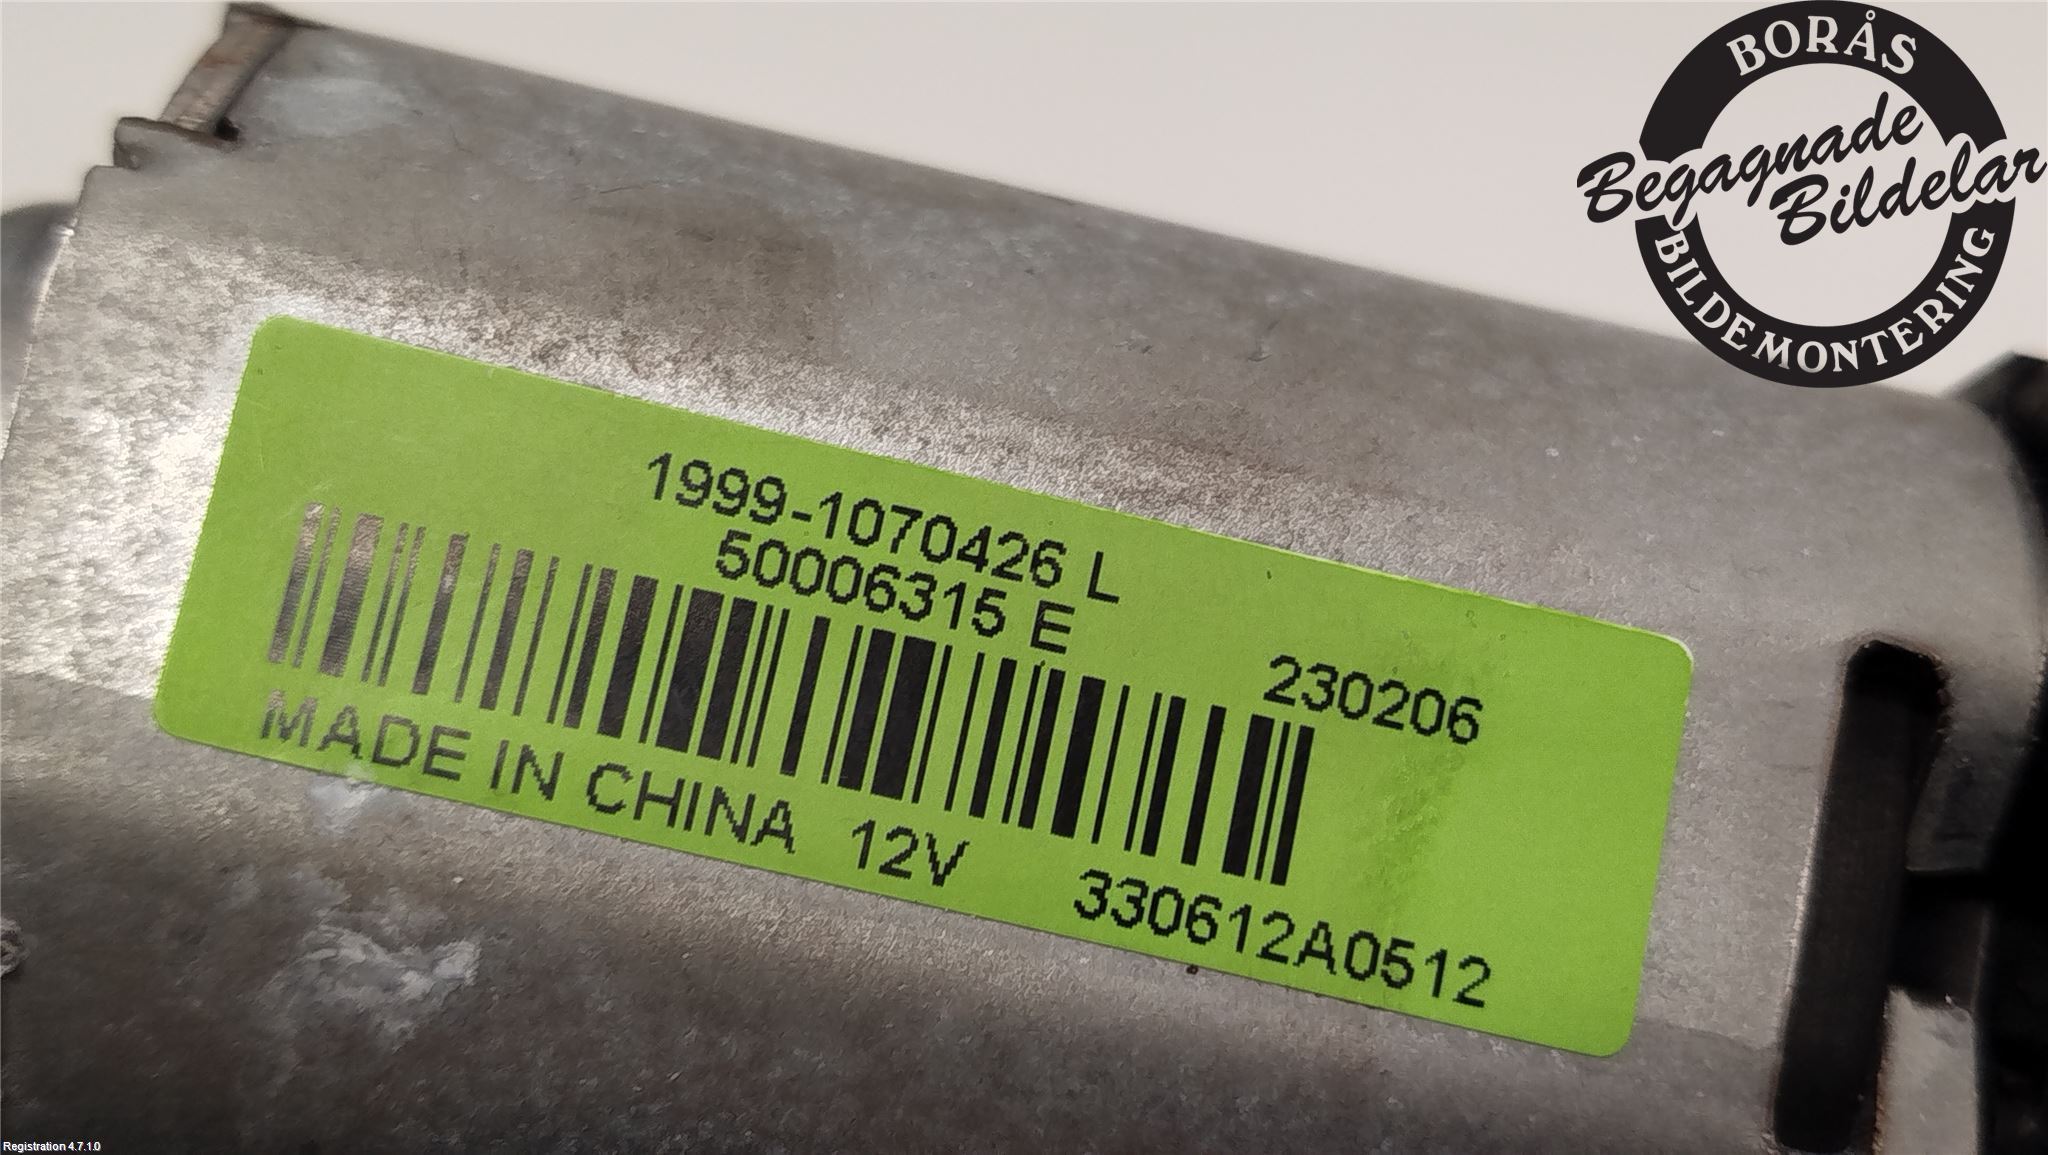 BORÅS
Begagnade
Bildelar
BILDEMONTERING
1999-1070426 L
50006315 E
230206
MADE IN CHINA 12V
330612A0512
Registration 4.7.1.0